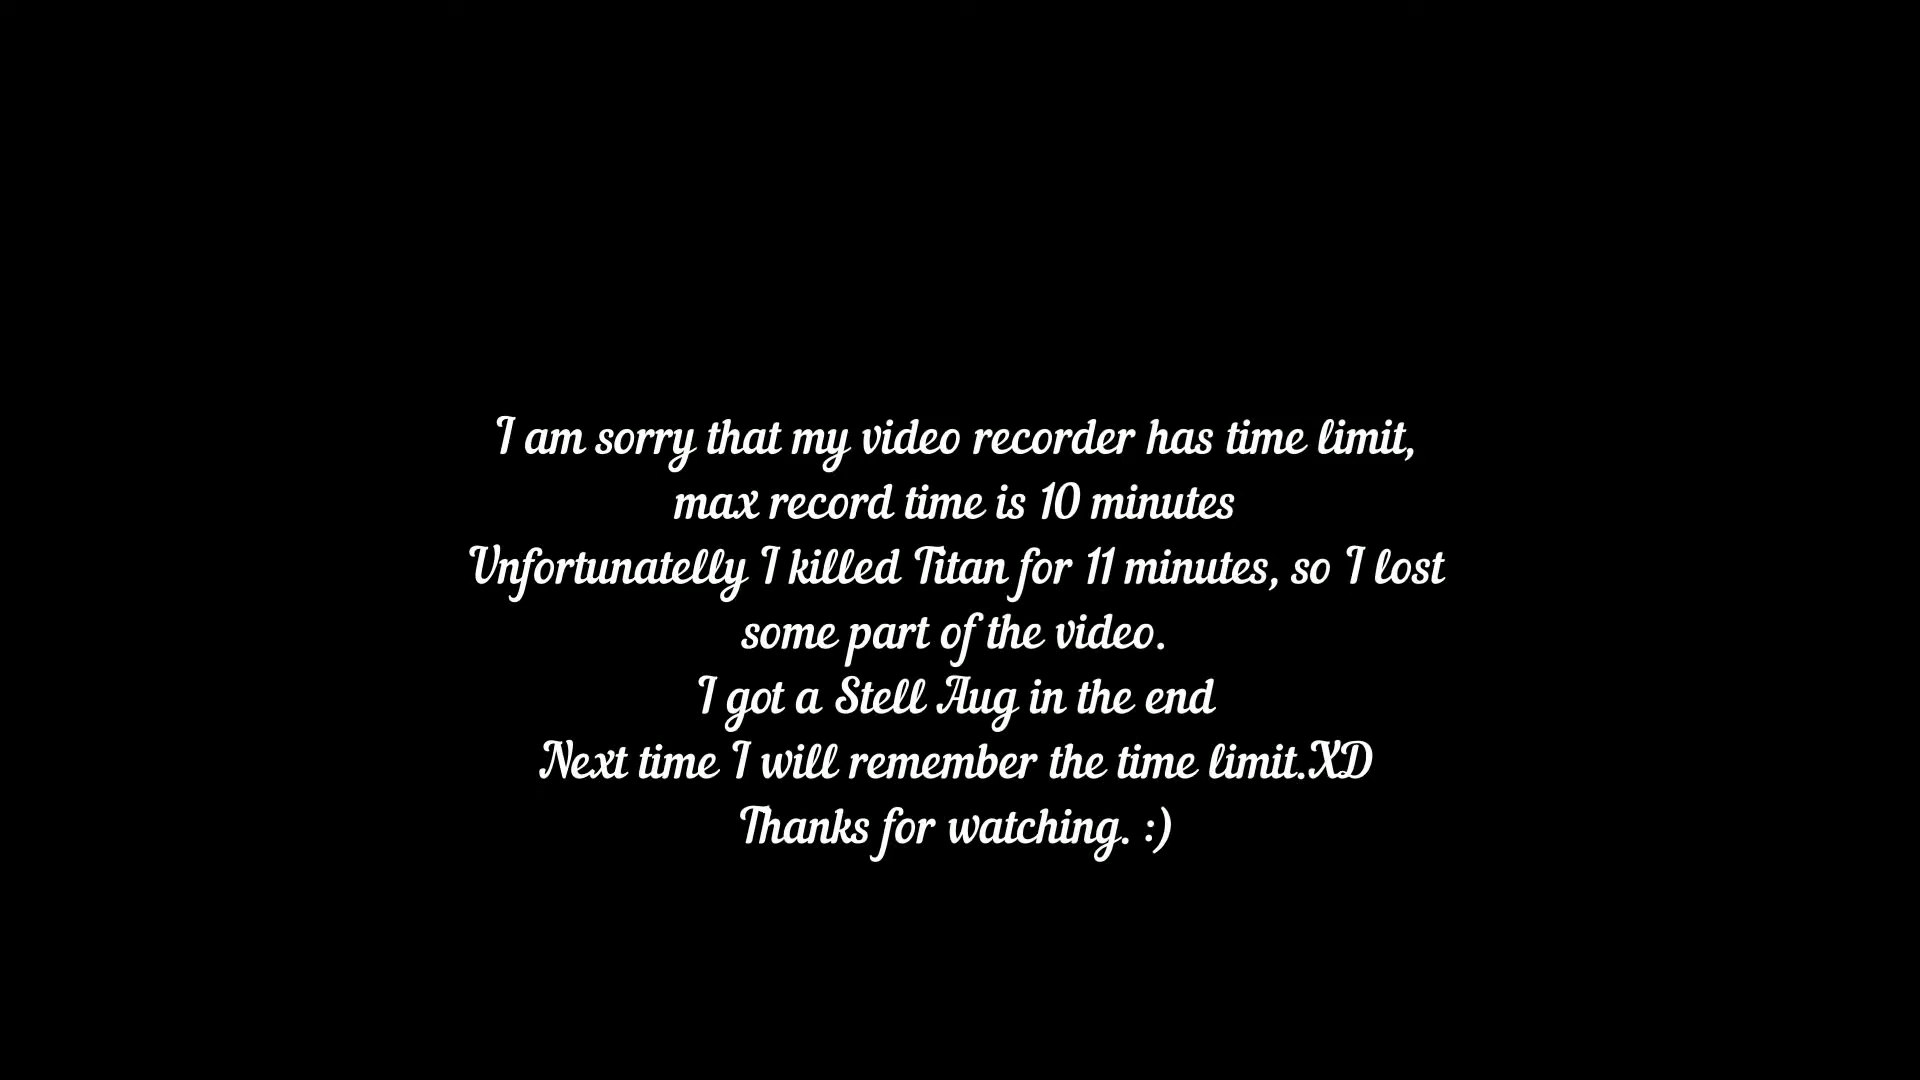 I am sorry that my video recorder has time limit,
max record time is 10 minutes
Unfortunatelly I killed Titan for 11 minutes, so I lost
some part of the video.
I got a Stell Aug in the end
Next time I will remember the time limit.XD
Thanks for watching. :)